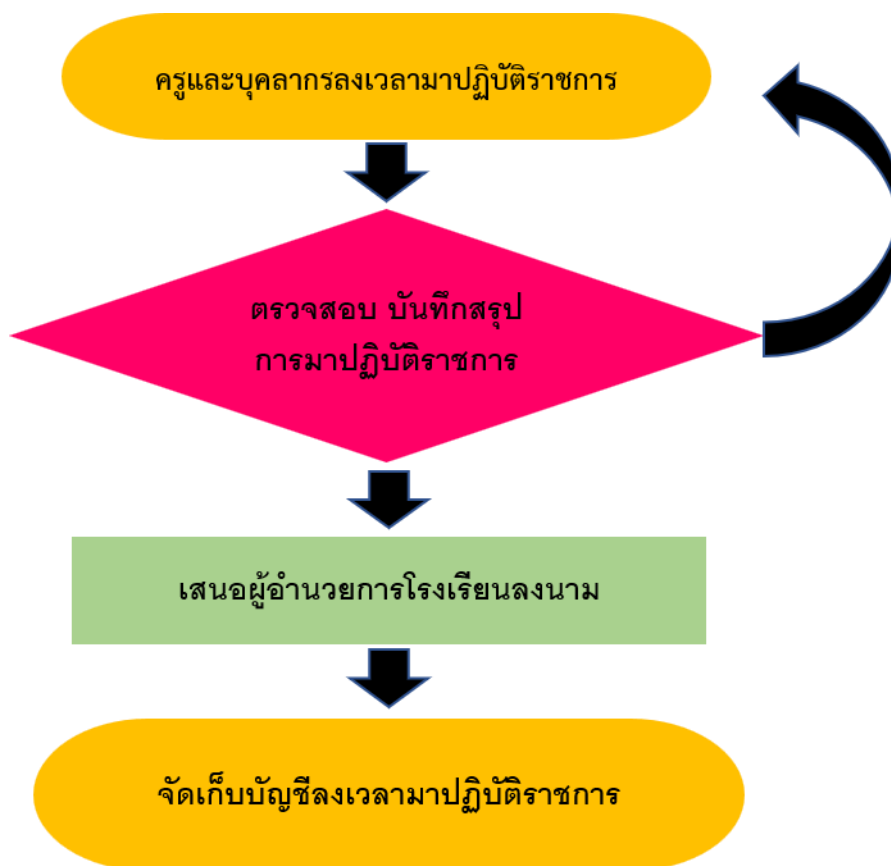 ครูและบุคลากรลงเวลามาปฏิบัติราชการ
ตรวจสอบ บันทึกสรุป
การมาปฏิบัติราชการ
เสนอผู้อำนวยการโรงเรียนลงนาม
จัดเก็บบัญชีลงเวลามาปฏิบัติราชการ